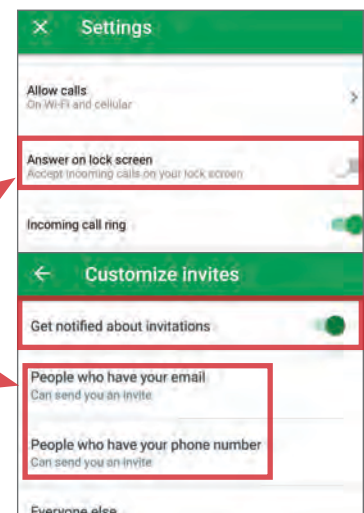 × Settings
Allow calls
On Wi-Fi and cellular
Answer on lock screen
Accept incoming calls on your lock screen
Incoming call ring
← Customize invites
Get notified about invitations
People who have your email
Can send you an invite
People who have your phone number
Can send you an invite
Everyone else